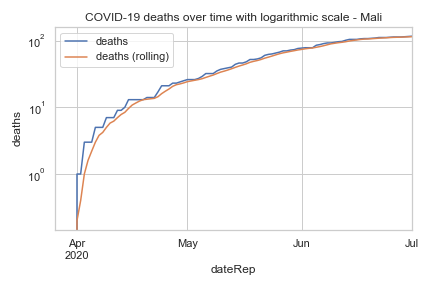 COVID-19 deaths over time with logarithmic scale - Mali
deaths
deaths (rolling)
10²
10¹
10⁰
deaths
Apr
2020
May
Jun
Jul
dateRep